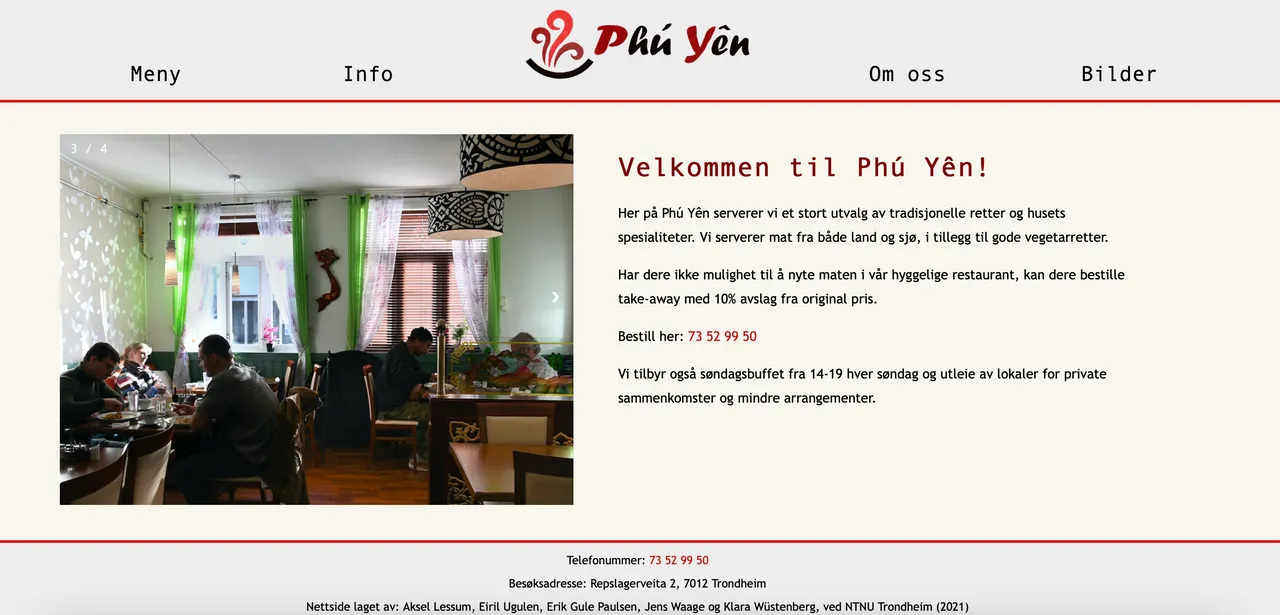 Phú Yên
Meny
Info
Om oss
Bilder
3 / 4
Velkommen til Phú Yên!
Her på Phú Yên serverer vi et stort utvalg av tradisjonelle retter og husets
spesialiteter. Vi serverer mat fra både land og sjø, i tillegg til gode vegetarretter.
Har dere ikke mulighet til å nyte maten i vår hyggelige restaurant, kan dere bestille
take-away med 10% avslag fra original pris.
Bestill her: 73 52 99 50
Vi tilbyr også søndagsbuffet fra 14-19 hver søndag og utleie av lokaler for private
sammenkomster og mindre arrangementer.
Telefonummer: 73 52 99 50
Besøksadresse: Repslagerveita 2, 7012 Trondheim
Nettside laget av: Aksel Lessum, Eiril Ugulen, Erik Gule Paulsen, Jens Waage og Klara Wüstenberg, ved NTNU Trondheim (2021)